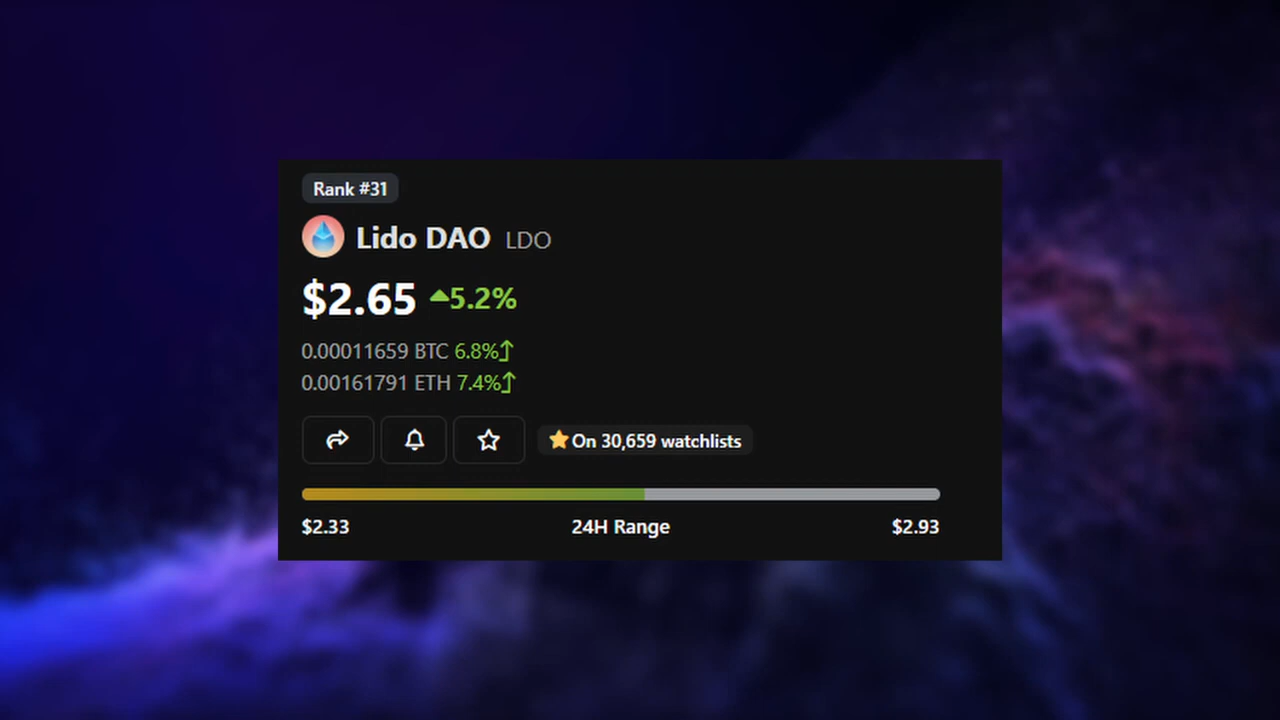 Rank #31
Lido DAO LDO
$2.65 5.2%
0.00011659 BTC 6.8%
0.00161791 ETH 7.4%
On 30,659 watchlists
$2.33 24H Range $2.93